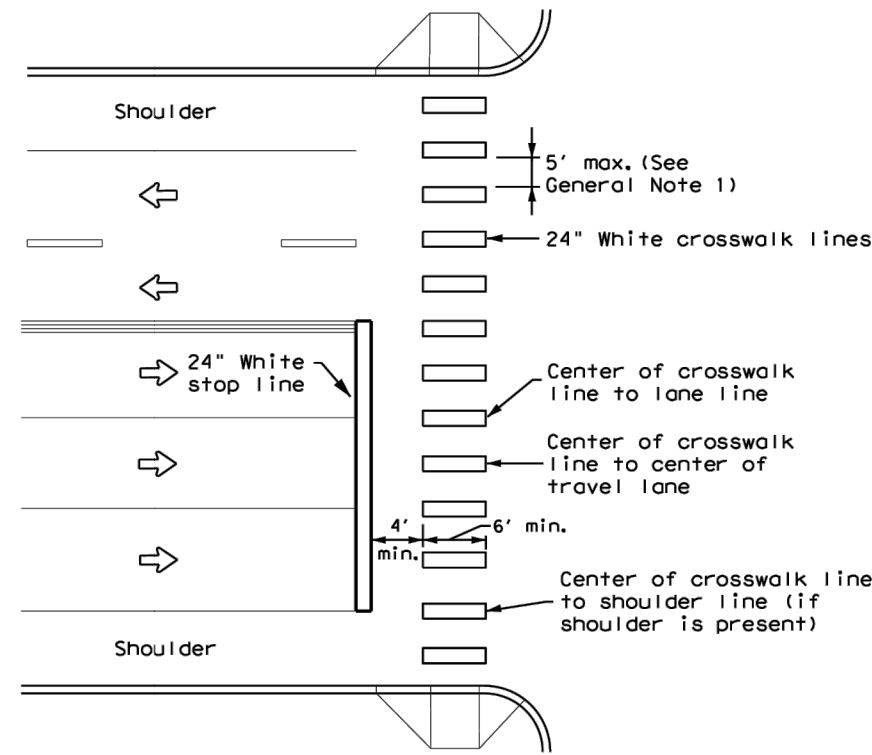 Shoulder
5' max. (See
General Note 1)
24" White crosswalk lines
24" White
stop line
Center of crosswalk
line to lane line
Center of crosswalk
line to center of
travel lane
4'
min.
6' min.
Center of crosswalk line
to shoulder line (if
shoulder is present)
Shoulder